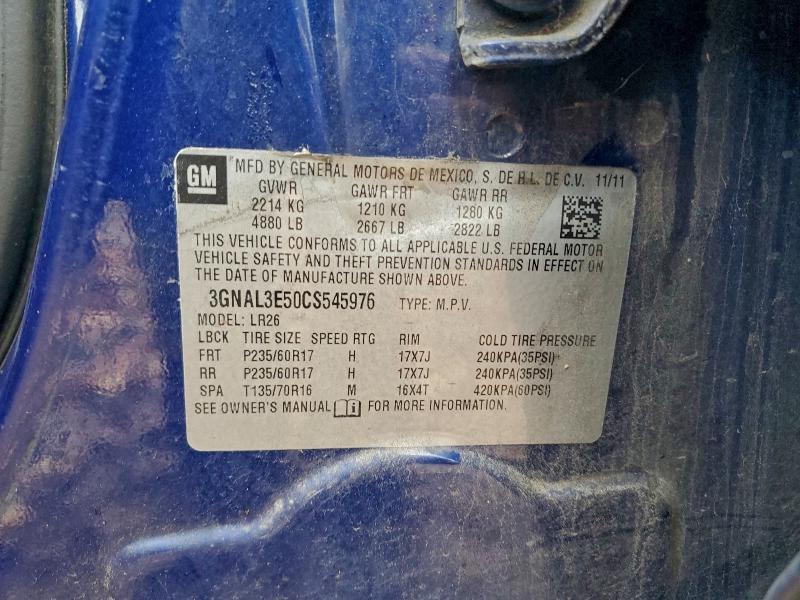 GM
MFD BY GENERAL MOTORS DE MEXICO, S. DE R.L. DE C.V. 11/11
GVWR GAWR FRT GAWR RR
2214 KG 1210 KG 1280 KG
4880 LB 2667 LB 2822 LB
THIS VEHICLE CONFORMS TO ALL APPLICABLE U.S. FEDERAL MOTOR
VEHICLE SAFETY AND THEFT PREVENTION STANDARDS IN EFFECT ON
THE DATE OF MANUFACTURE SHOWN ABOVE.
3GNAL3E50CS545976 TYPE: M.P.V.
MODEL: LR26
LBCK TIRE SIZE SPEED RTG RIM COLD TIRE PRESSURE
FRT P235/60R17 H 17X7J 240KPA(35PSI)
RR P235/60R17 H 17X7J 240KPA(35PSI)
SPA T135/70R16 M 16X4T 420KPA(60PSI)
SEE OWNER'S MANUAL FOR MORE INFORMATION.